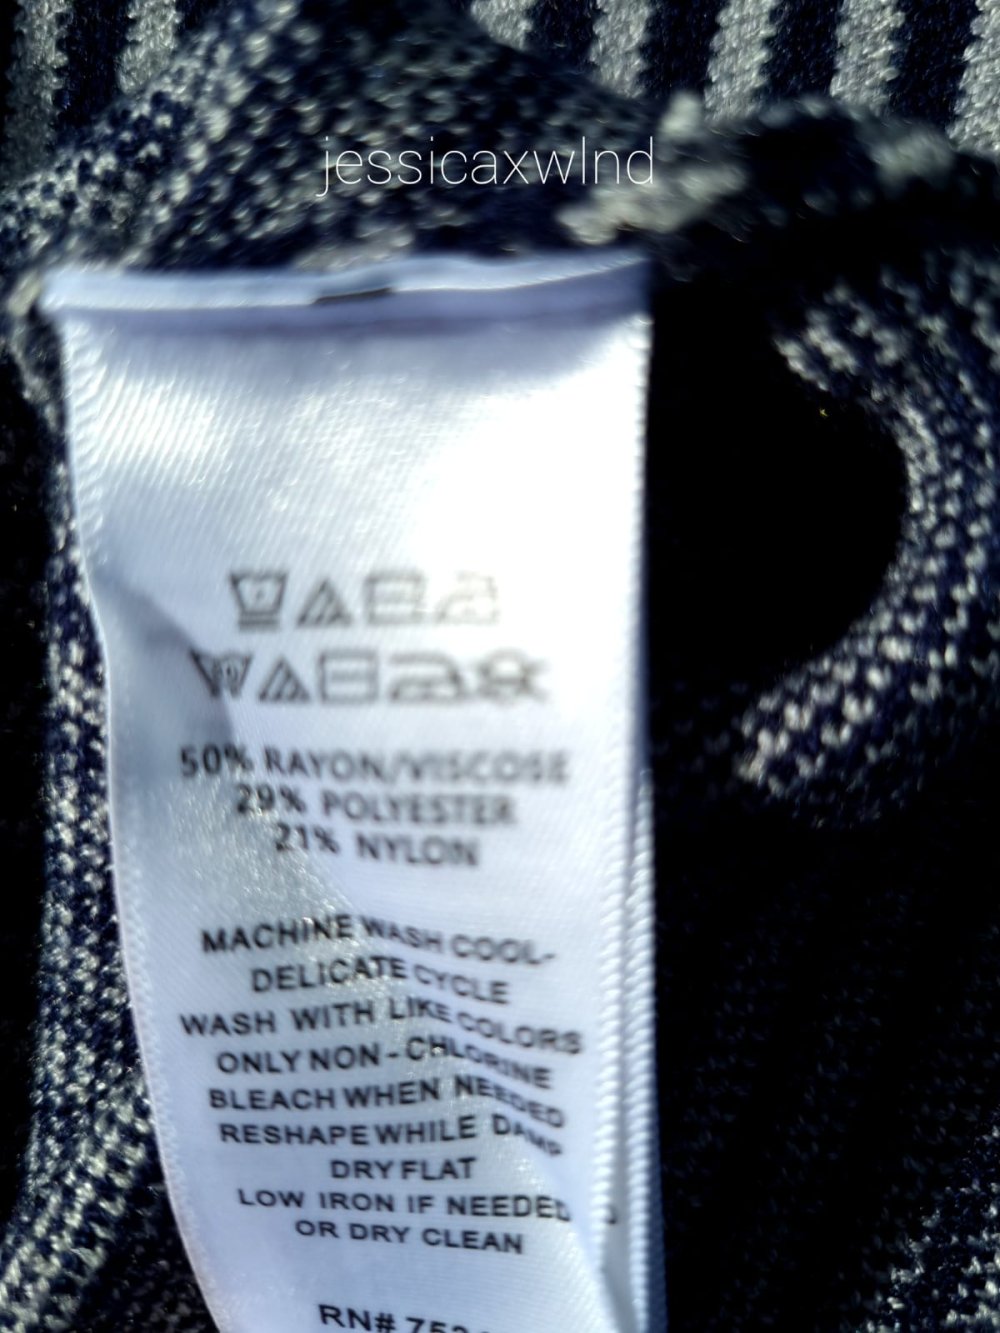 jessicaxwlnd
50% RAYON/VISCOSE
29% POLYESTER
21% NYLON
MACHINE WASH COOL-
DELICATE CYCLE
WASH WITH LIKE COLORS
ONLY NON-CHLORINE
BLEACH WHEN NEEDED
RESHAPE WHILE DAMP
DRY FLAT
LOW IRON IF NEEDED
OR DRY CLEAN
RN#